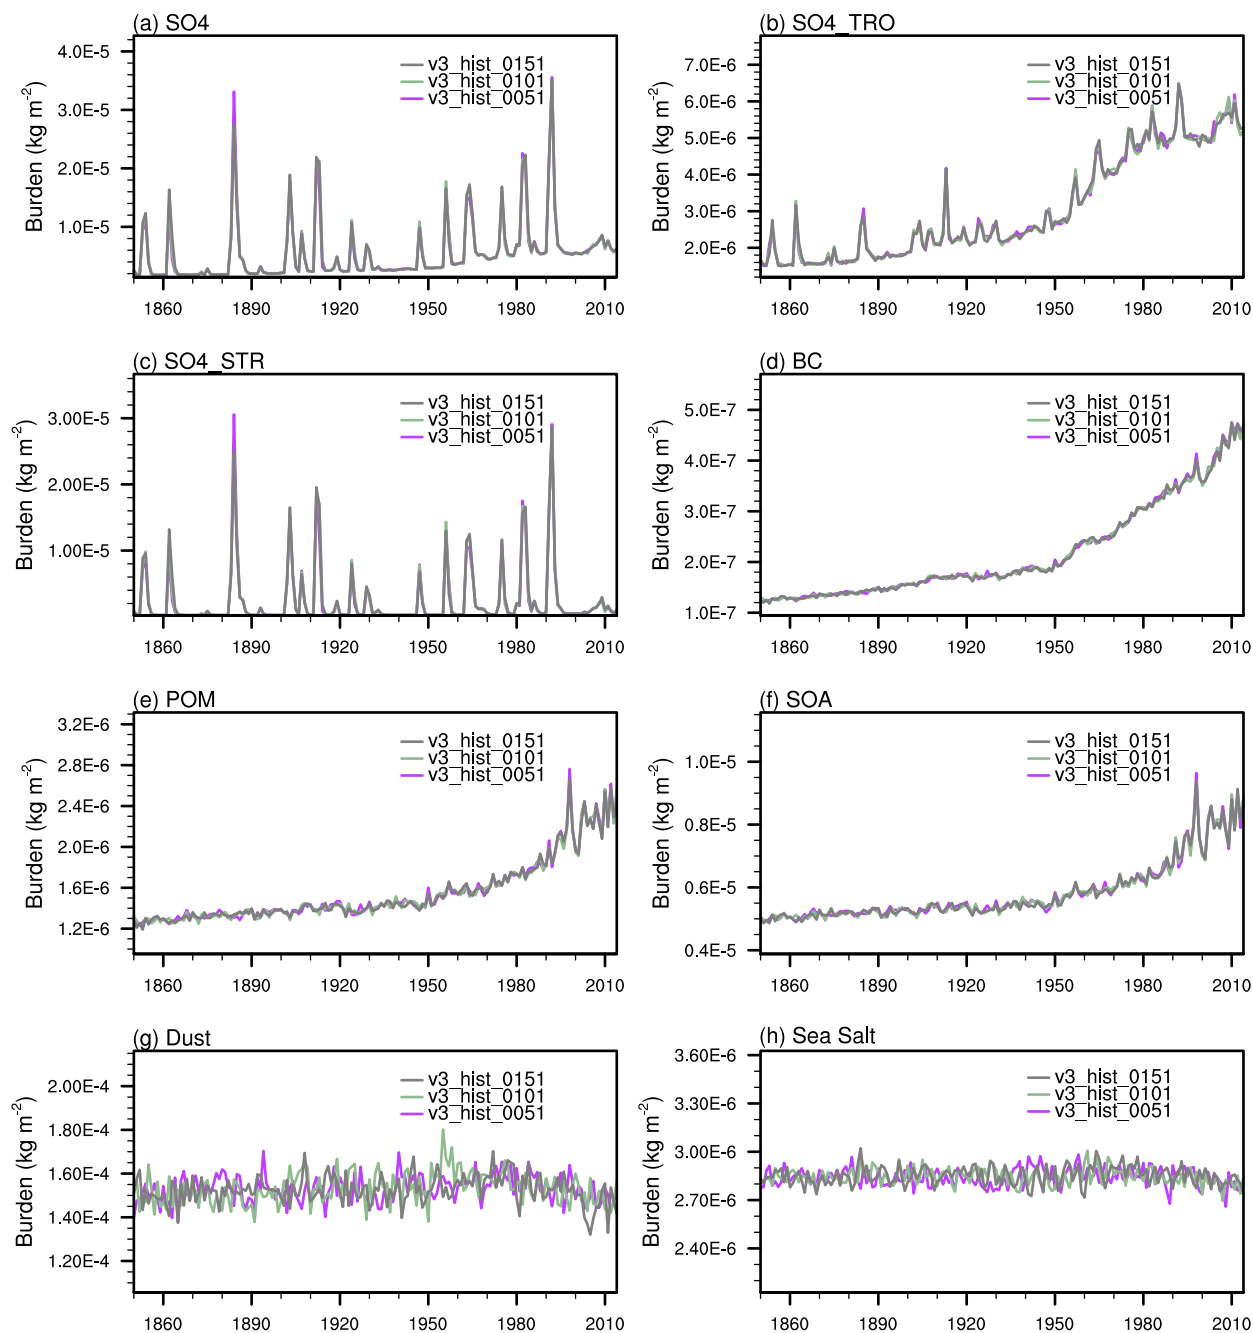 (a) SO4
Burden (kg m-2)
4.0E-5
3.0E-5
2.0E-5
1.0E-5
v3_hist_0151
v3_hist_0101
v3_hist_0051
1860 1890 1920 1950 1980 2010
(b) SO4_TRO
Burden (kg m-2)
7.0E-6
6.0E-6
5.0E-6
4.0E-6
3.0E-6
2.0E-6
v3_hist_0151
v3_hist_0101
v3_hist_0051
1860 1890 1920 1950 1980 2010
(c) SO4_STR
Burden (kg m-2)
3.00E-5
2.00E-5
1.00E-5
v3_hist_0151
v3_hist_0101
v3_hist_0051
1860 1890 1920 1950 1980 2010
(d) BC
Burden (kg m-2)
5.0E-7
4.0E-7
3.0E-7
2.0E-7
1.0E-7
v3_hist_0151
v3_hist_0101
v3_hist_0051
1860 1890 1920 1950 1980 2010
(e) POM
Burden (kg m-2)
3.2E-6
2.8E-6
2.4E-6
2.0E-6
1.6E-6
1.2E-6
v3_hist_0151
v3_hist_0101
v3_hist_0051
1860 1890 1920 1950 1980 2010
(f) SOA
Burden (kg m-2)
1.0E-5
0.8E-5
0.6E-5
0.4E-5
v3_hist_0151
v3_hist_0101
v3_hist_0051
1860 1890 1920 1950 1980 2010
(g) Dust
Burden (kg m-2)
2.00E-4
1.80E-4
1.60E-4
1.40E-4
1.20E-4
v3_hist_0151
v3_hist_0101
v3_hist_0051
1860 1890 1920 1950 1980 2010
(h) Sea Salt
Burden (kg m-2)
3.60E-6
3.30E-6
3.00E-6
2.70E-6
2.40E-6
v3_hist_0151
v3_hist_0101
v3_hist_0051
1860 1890 1920 1950 1980 2010